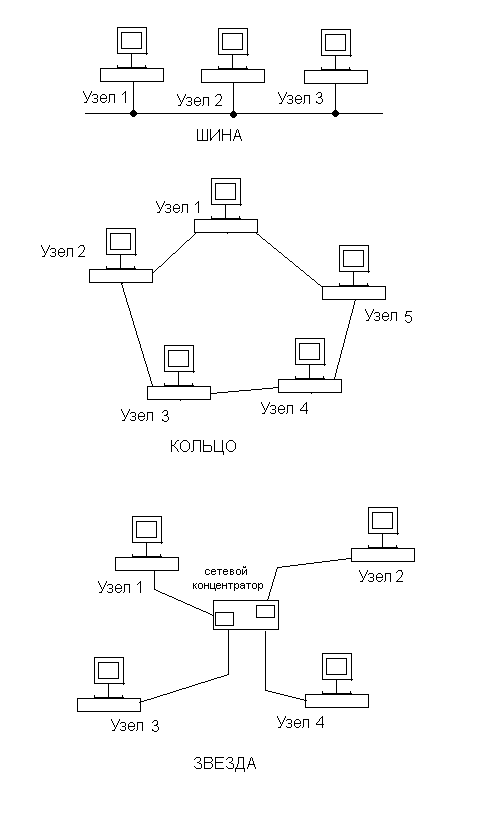 Узел 1
Узел 2
Узел 3
ШИНА
Узел 1
Узел 2
Узел 5
Узел 3
Узел 4
КОЛЬЦО
сетевой
концентратор
Узел 1
Узел 2
Узел 3
Узел 4
ЗВЕЗДА